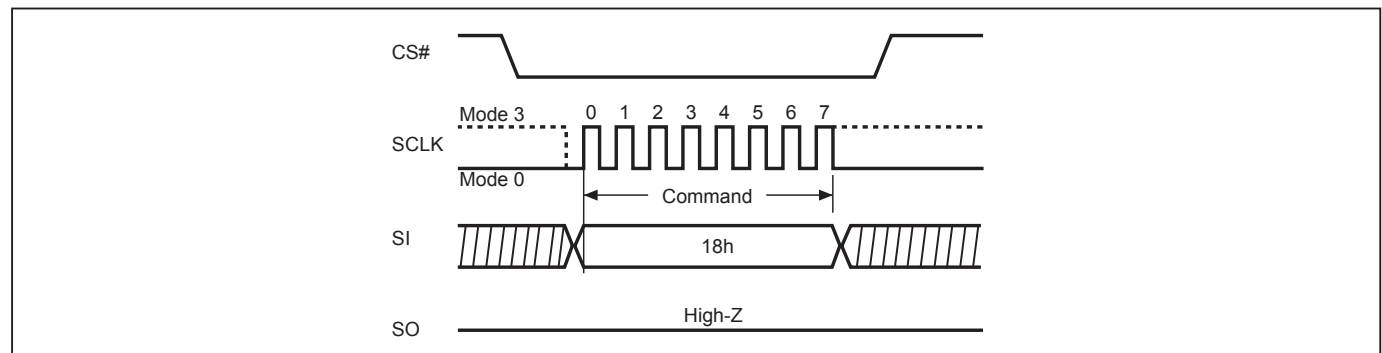 CS#
Mode 3
0 1 2 3 4 5 6 7
SCLK
Mode 0
Command
SI
18h
High-Z
SO